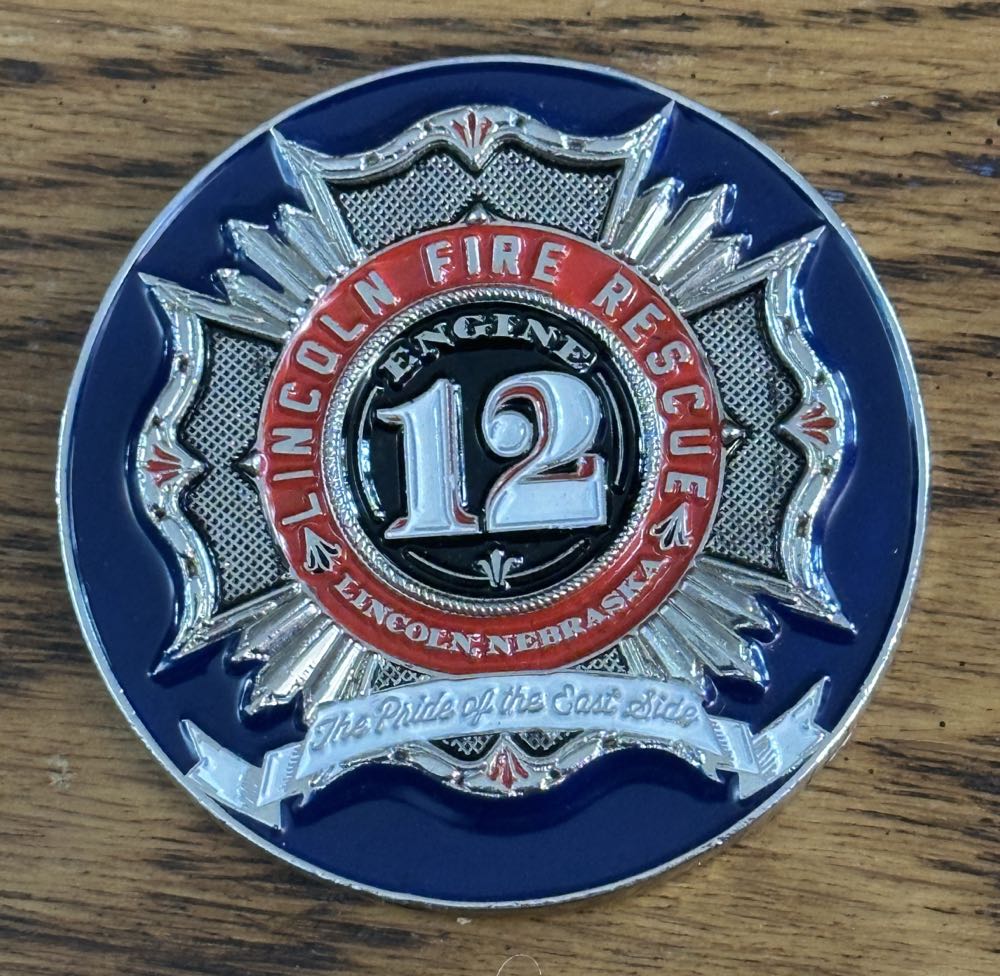 LINCOLN FIRE RESCUE
ENGINE
12
LINCOLN, NEBRASKA
The Pride of the East Side